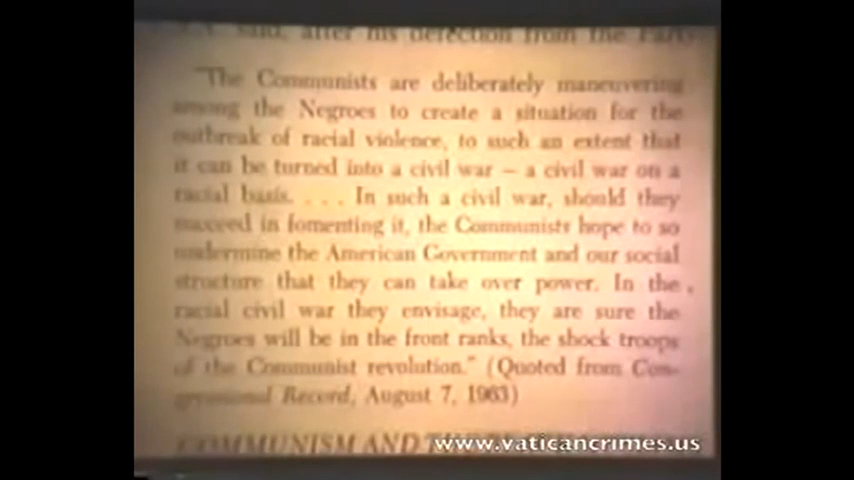 said, after his defection from the Party
"The Communists are deliberately maneuvering
among the Negroes to create a situation for the
outbreak of racial violence, to such an extent that
it can be turned into a civil war — a civil war on a
racial basis. . . . In such a civil war, should they
succeed in fomenting it, the Communists hope to so
undermine the American Government and our social
structure that they can take over power. In the
racial civil war they envisage, they are sure the
Negroes will be in the front ranks, the shock troops
of the Communist revolution." (Quoted from Con-
gressional Record, August 7, 1963)
COMMUNISM AND
www.vaticancrimes.us